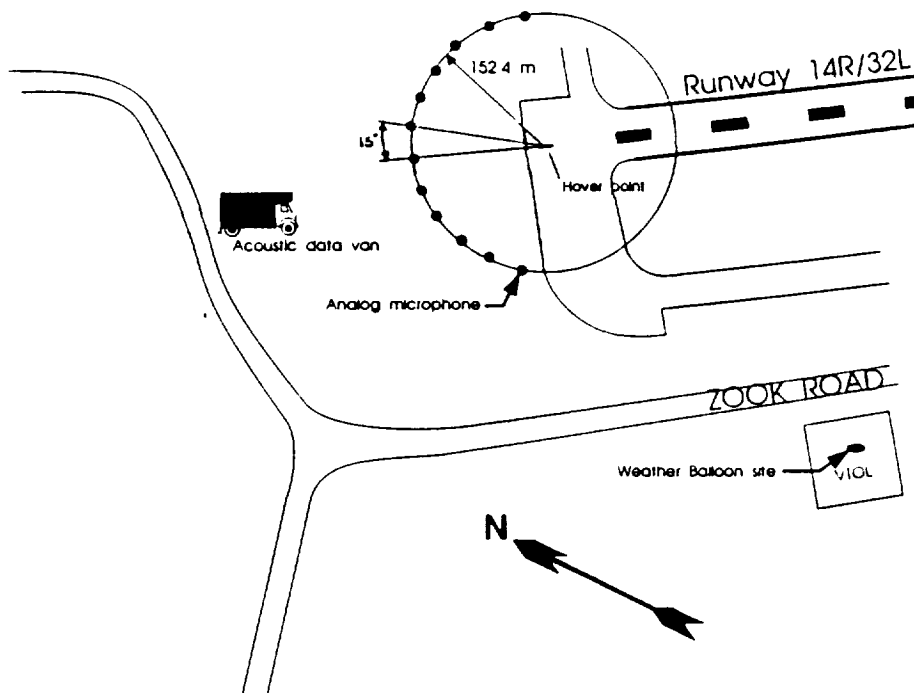 152.4 m
Runway 14R/32L
15°
Hover point
Acoustic data van
Analog microphone
ZOOK ROAD
Weather Balloon site
VTOL
N